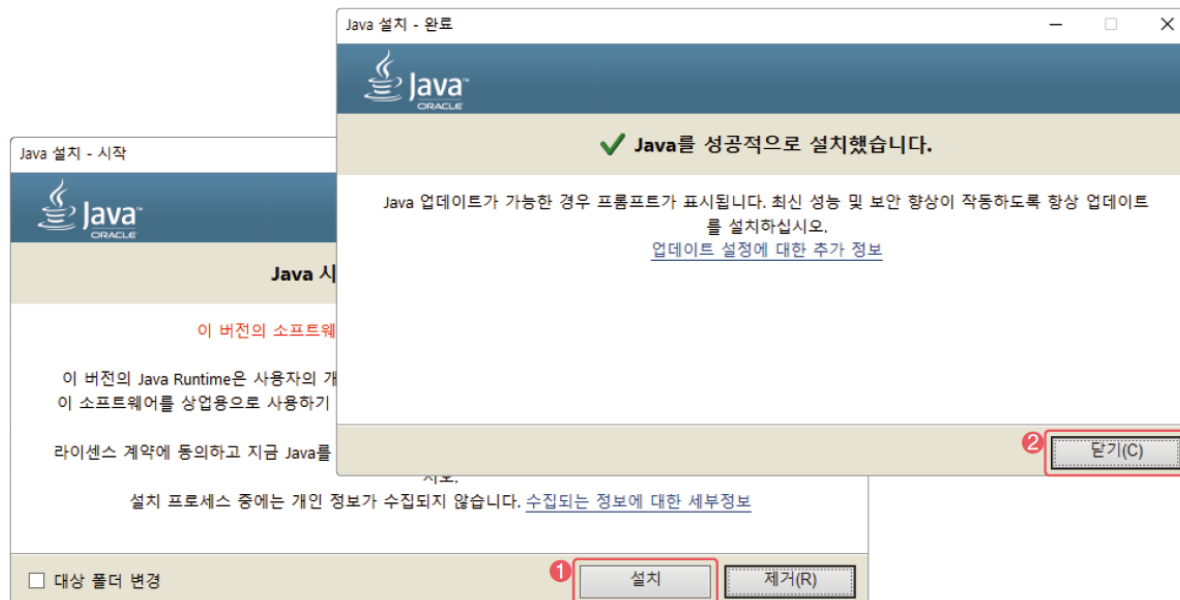 Java 설치 - 완료
Java™
ORACLE
Java를 성공적으로 설치했습니다.
Java 업데이트가 가능한 경우 프롬프트가 표시됩니다. 최신 성능 및 보안 향상이 작동하도록 항상 업데이트
를 설치하십시오.
업데이트 설정에 대한 추가 정보
2 닫기(C)
Java 설치 - 시작
Java™
ORACLE
Java 시
이 버전의 소프트웨
이 버전의 Java Runtime은 사용자의 개
이 소프트웨어를 상업용으로 사용하기
라이센스 계약에 동의하고 지금 Java를
시오.
설치 프로세스 중에는 개인 정보가 수집되지 않습니다. 수집되는 정보에 대한 세부정보
대상 폴더 변경 1 설치 제거(R)